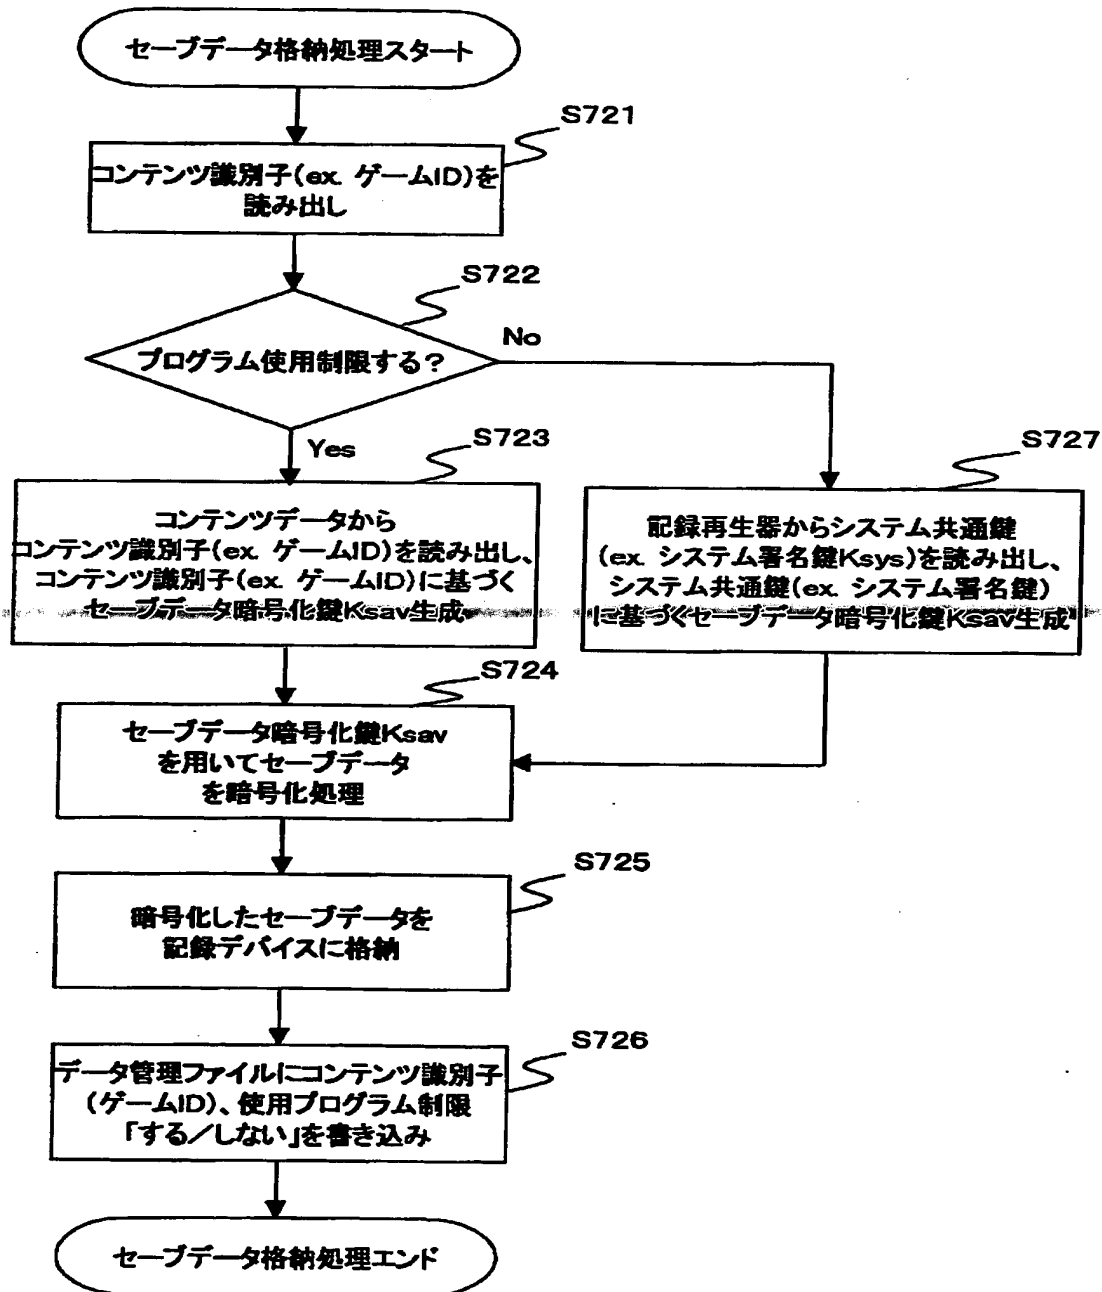 セーブデータ格納処理スタート
S721
コンテンツ識別子(ex. ゲームID)を
読み出し
S722
プログラム使用制限する?
No
Yes
S723
コンテンツデータから
コンテンツ識別子(ex. ゲームID)を読み出し、
コンテンツ識別子(ex. ゲームID)に基づく
セーブデータ暗号化鍵Ksav生成
S727
記録再生器からシステム共通鍵
(ex. システム署名鍵Ksys)を読み出し、
システム共通鍵(ex. システム署名鍵)
に基づくセーブデータ暗号化鍵Ksav生成
S724
セーブデータ暗号化鍵Ksav
を用いてセーブデータ
を暗号化処理
S725
暗号化したセーブデータを
記録デバイスに格納
S726
データ管理ファイルにコンテンツ識別子
(ゲームID)、使用プログラム制限
「する/しない」を書き込み
セーブデータ格納処理エンド